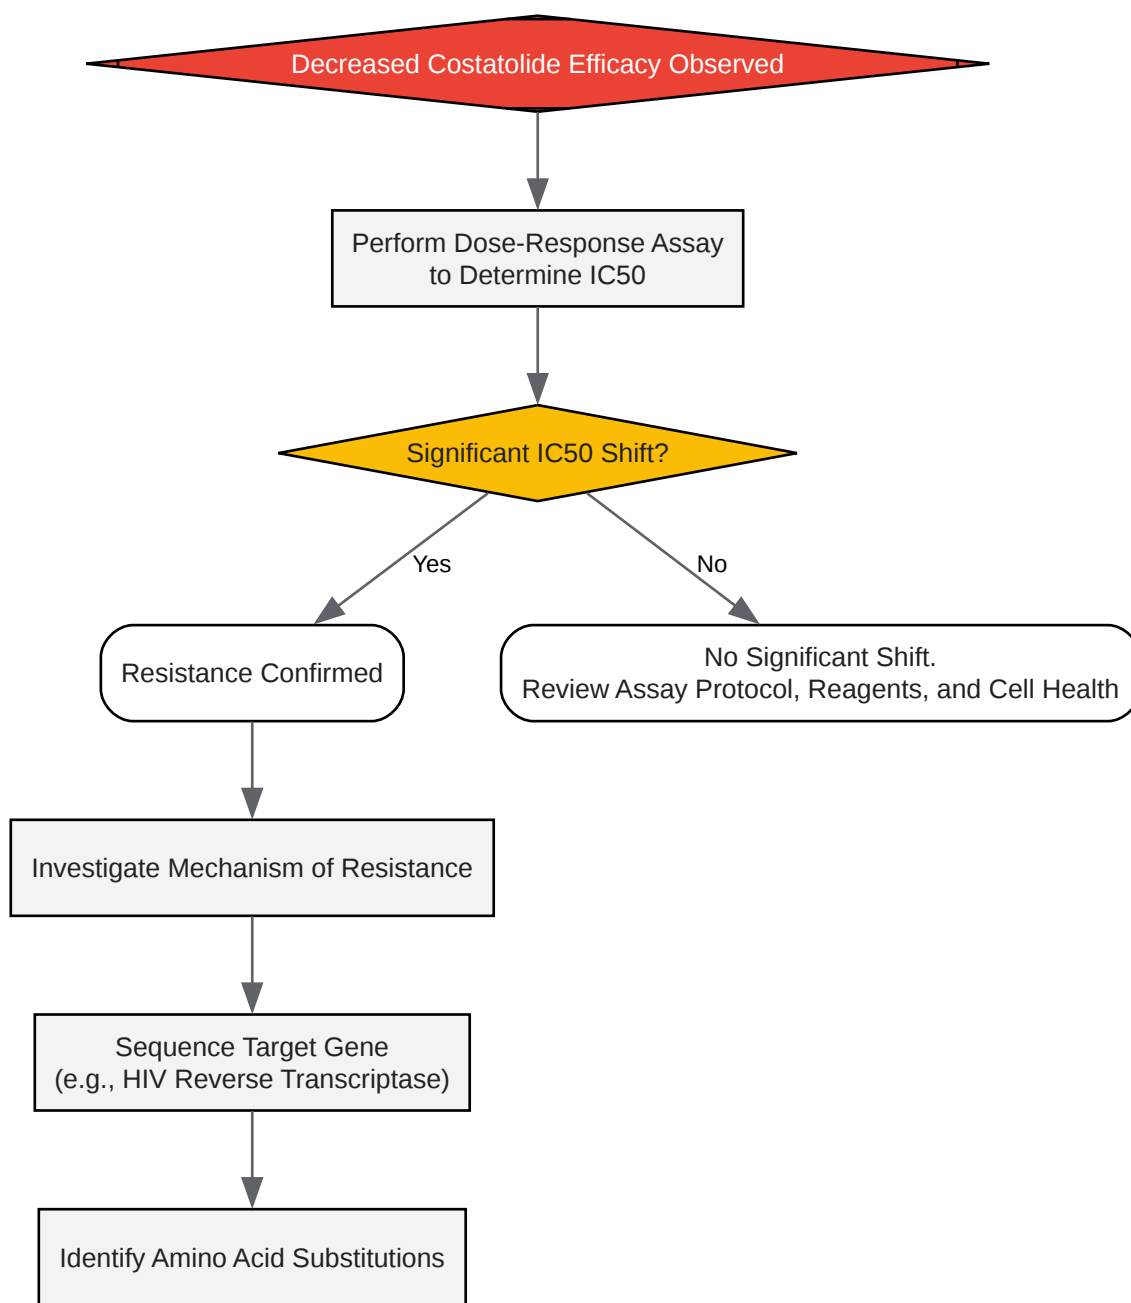 Decreased Costatolide Efficacy Observed
Perform Dose-Response Assay
to Determine IC50
Significant IC50 Shift?
Yes
No
Resistance Confirmed
No Significant Shift.
Review Assay Protocol, Reagents, and Cell Health
Investigate Mechanism of Resistance
Sequence Target Gene
(e.g., HIV Reverse Transcriptase)
Identify Amino Acid Substitutions